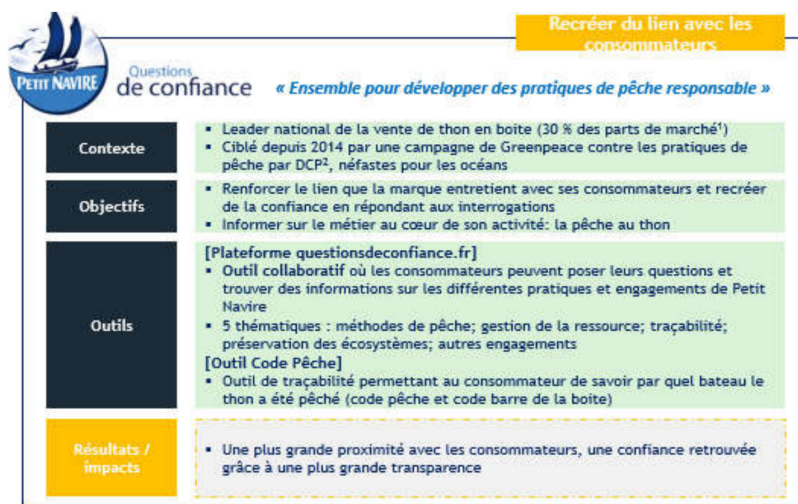 Recréer du lien avec les
consommateurs
PETIT NAVIRE
Questions
de confiance
« Ensemble pour développer des pratiques de pêche responsable »
Contexte
▪ Leader national de la vente de thon en boite (30 % des parts de marché¹)
▪ Ciblé depuis 2014 par une campagne de Greenpeace contre les pratiques de
pêche par DCP², néfastes pour les océans
Objectifs
▪ Renforcer le lien que la marque entretient avec ses consommateurs et recréer
de la confiance en répondant aux interrogations
▪ Informer sur le métier au cœur de son activité: la pêche au thon
Outils
[Plateforme questionsdeconfiance.fr]
▪ Outil collaboratif où les consommateurs peuvent poser leurs questions et
trouver des informations sur les différentes pratiques et engagements de Petit
Navire
▪ 5 thématiques : méthodes de pêche; gestion de la ressource; traçabilité;
préservation des écosystèmes; autres engagements
[Outil Code Pêche]
▪ Outil de traçabilité permettant au consommateur de savoir par quel bateau le
thon a été pêché (code pêche et code barre de la boite)
Résultats /
impacts
▪ Une plus grande proximité avec les consommateurs, une confiance retrouvée
grâce à une plus grande transparence